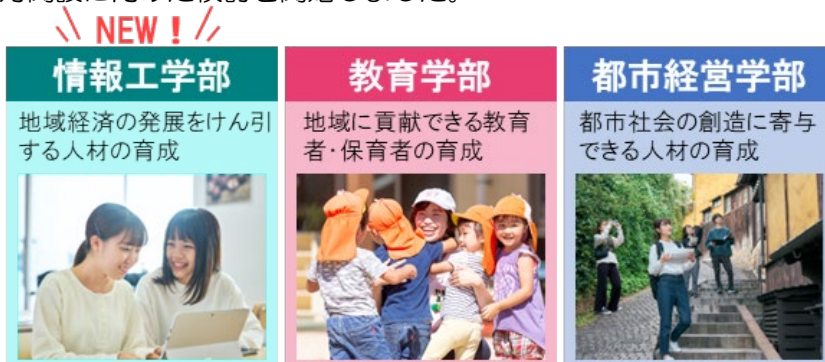 NEW！
情報工学部
地域経済の発展をけん引
する人材の育成
教育学部
地域に貢献できる教育
者・保育者の育成
都市経営学部
都市社会の創造に寄与
できる人材の育成